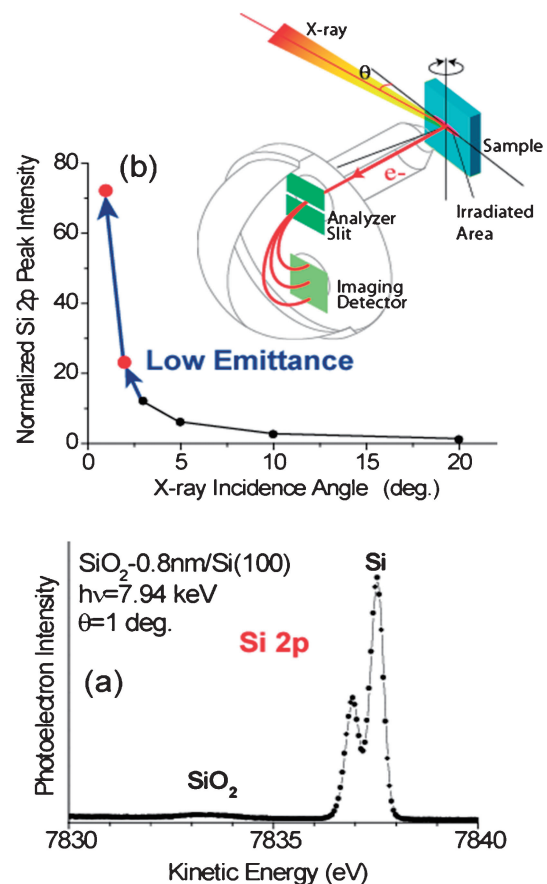 X-ray
θ
(b)
Sample
e-
Analyzer
Slit
Irradiated
Area
Imaging
Detector
Low Emittance
Normalized Si 2p Peak Intensity
80
60
40
20
0
0 5 10 15 20
X-ray Incidence Angle (deg.)
SiO₂-0.8nm/Si(100)
hν=7.94 keV
θ=1 deg.
Si
Si 2p
(a)
SiO₂
Photoelectron Intensity
7830 7835 7840
Kinetic Energy (eV)